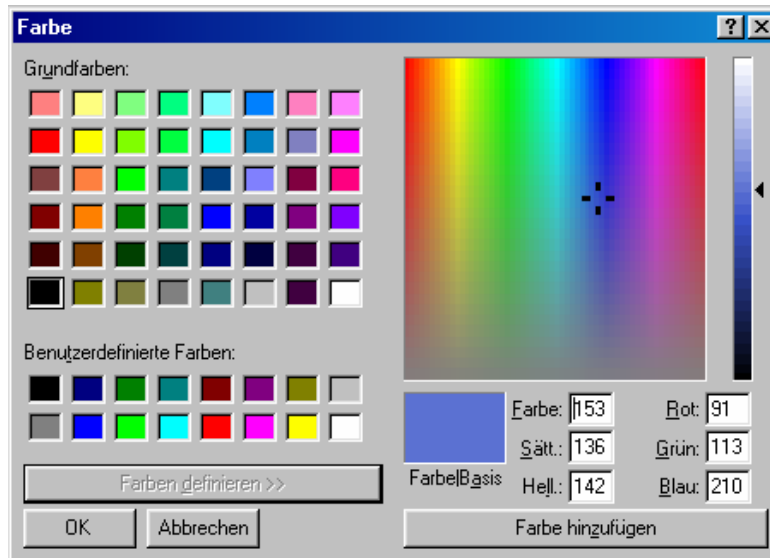 Farbe
Grundfarben:
Benutzerdefinierte Farben:
Farben definieren >>
OK
Abbrechen
Farbe|Basis
Farbe: 153
Sätt.: 136
Hell.: 142
Rot: 91
Grün: 113
Blau: 210
Farbe hinzufügen